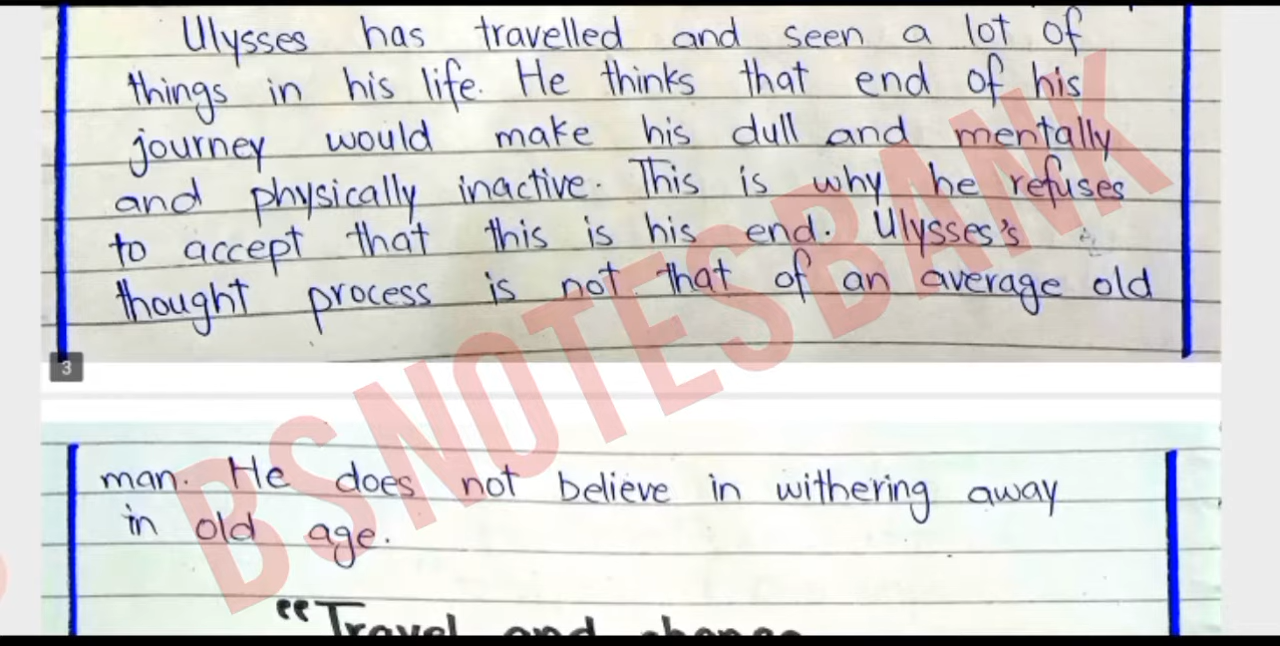 Ulysses has travelled and seen a lot of
things in his life. He thinks that end of his
journey would make his dull and mentally
and physically inactive. This is why he refuses
to accept that this is his end. Ulysses's
thought process is not that of an average old
3
BSNOTESBANK
man. He does not believe in withering away
in old age.
"Travel and change